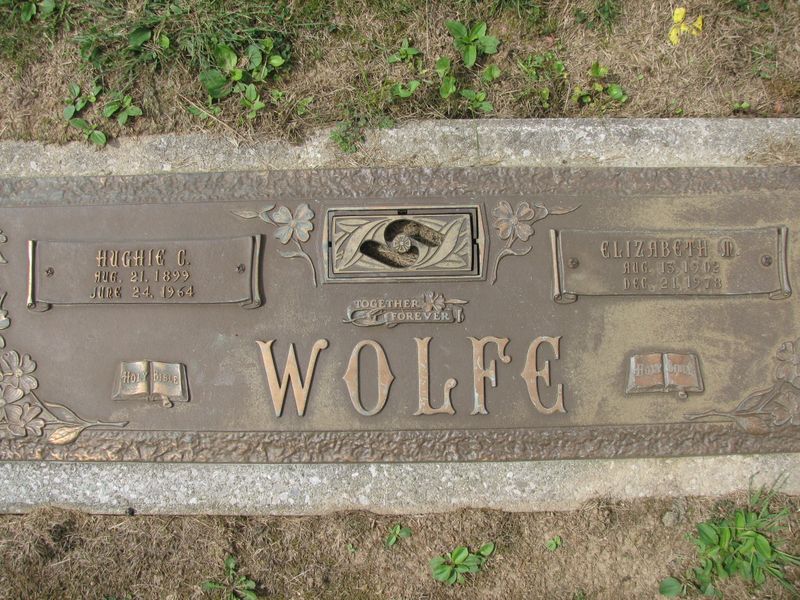 HUGHIE C.
AUG. 21, 1899
JUNE 24, 1964
ELIZABETH M.
AUG. 13, 1902
DEC. 21, 1978
TOGETHER
FOREVER
WOLFE
HOLY BIBLE
HOLY BIBLE